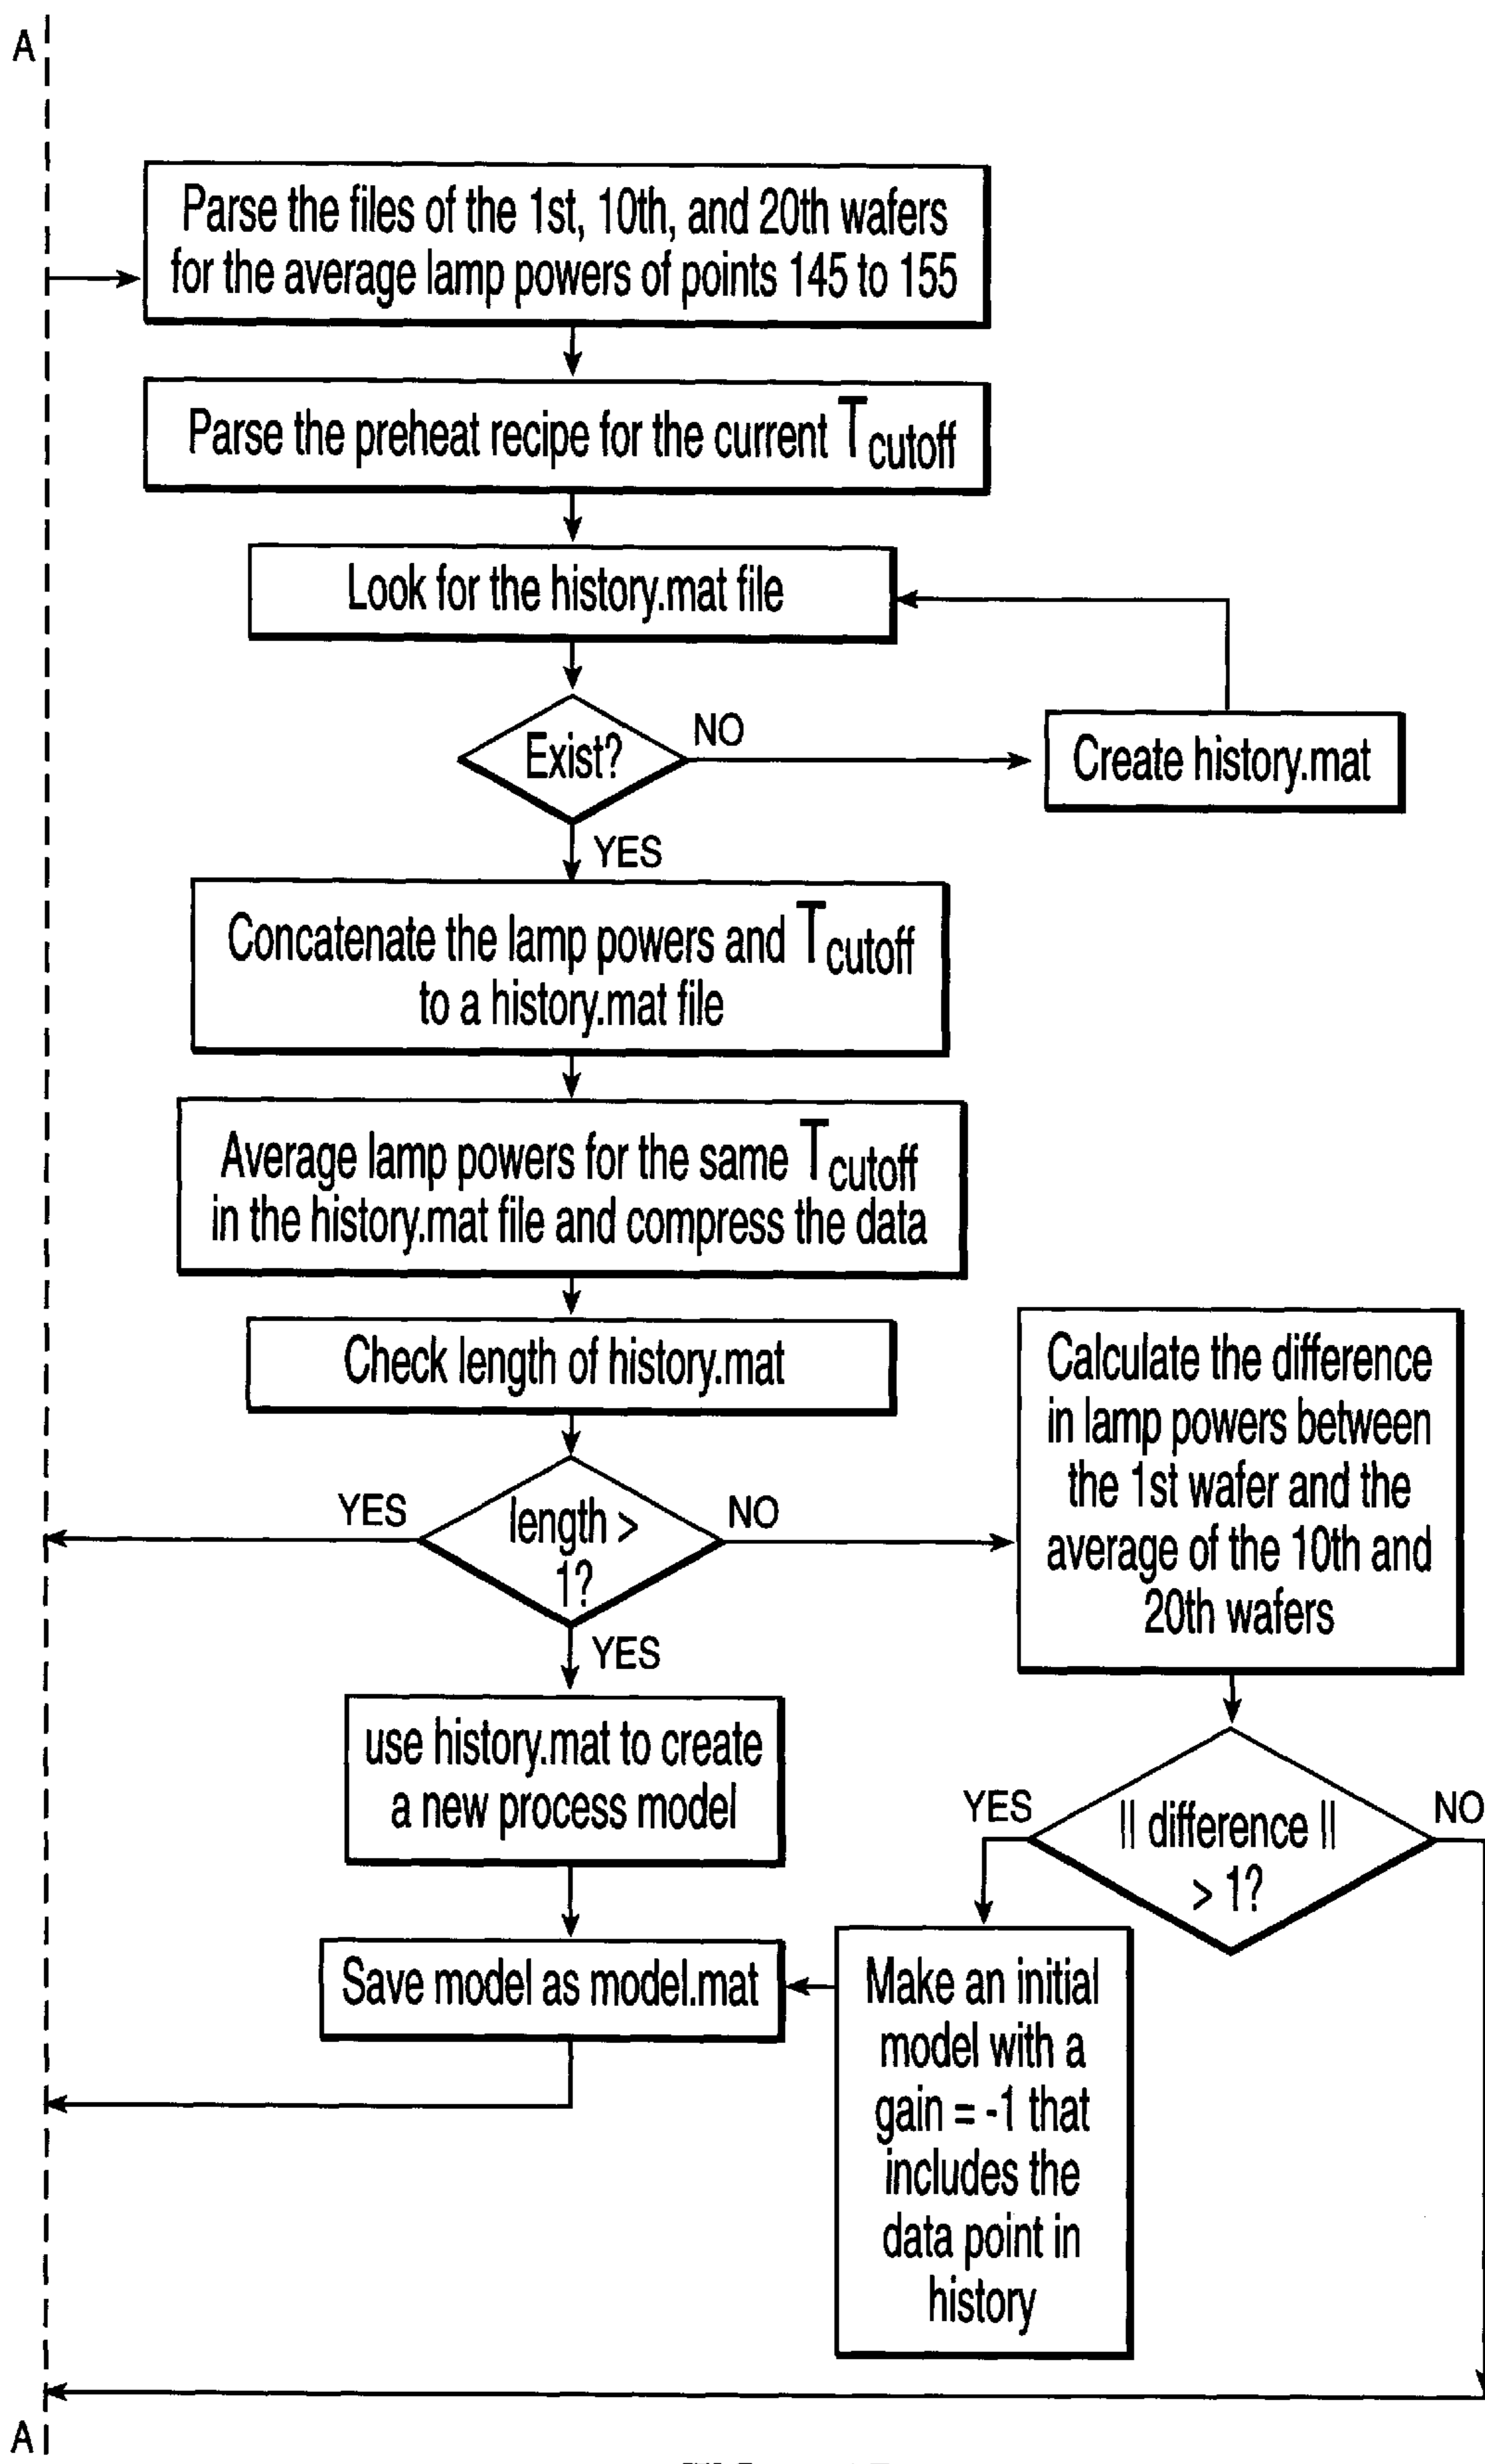 A
Parse the files of the 1st, 10th, and 20th wafers
for the average lamp powers of points 145 to 155
Parse the preheat recipe for the current Tcutoff
Look for the history.mat file
Exist?
NO
Create history.mat
YES
Concatenate the lamp powers and Tcutoff
to a history.mat file
Average lamp powers for the same Tcutoff
in the history.mat file and compress the data
Check length of history.mat
YES
length >
1?
NO
Calculate the difference
in lamp powers between
the 1st wafer and the
average of the 10th and
20th wafers
YES
use history.mat to create
a new process model
YES
|| difference ||
> 1?
NO
Save model as model.mat
Make an initial
model with a
gain = -1 that
includes the
data point in
history
A